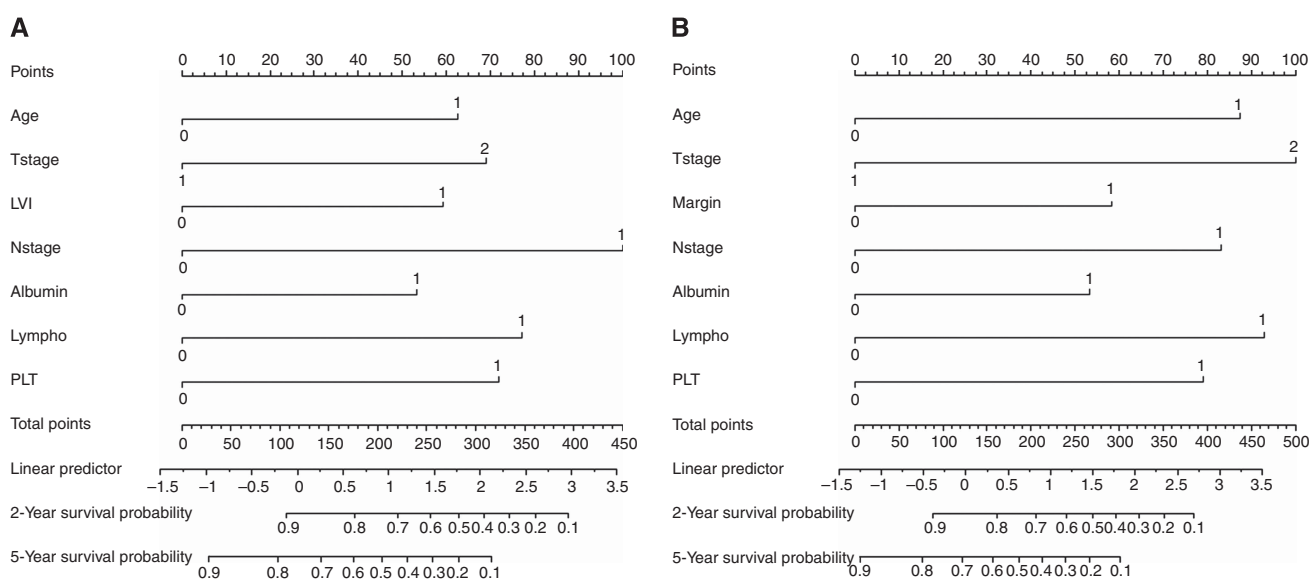 A
0 10 20 30 40 50 60 70 80 90 100
Points
1
Age
0
2
Tstage
1
1
LVI
0
1
Nstage
0
1
Albumin
0
1
Lympho
0
1
PLT
0
Total points
0 50 100 150 200 250 300 350 400 450
Linear predictor
−1.5 −1 −0.5 0 0.5 1 1.5 2 2.5 3 3.5
2-Year survival probability
0.9 0.8 0.7 0.6 0.5 0.4 0.3 0.2 0.1
5-Year survival probability
0.9 0.8 0.7 0.6 0.5 0.4 0.3 0.2 0.1
B
0 10 20 30 40 50 60 70 80 90 100
Points
1
Age
0
2
Tstage
1
1
Margin
0
1
Nstage
0
1
Albumin
0
1
Lympho
0
1
PLT
0
Total points
0 50 100 150 200 250 300 350 400 450 500
Linear predictor
−1.5 −1 −0.5 0 0.5 1 1.5 2 2.5 3 3.5
2-Year survival probability
0.9 0.8 0.7 0.6 0.5 0.4 0.3 0.2 0.1
5-Year survival probability
0.9 0.8 0.7 0.6 0.5 0.4 0.3 0.2 0.1